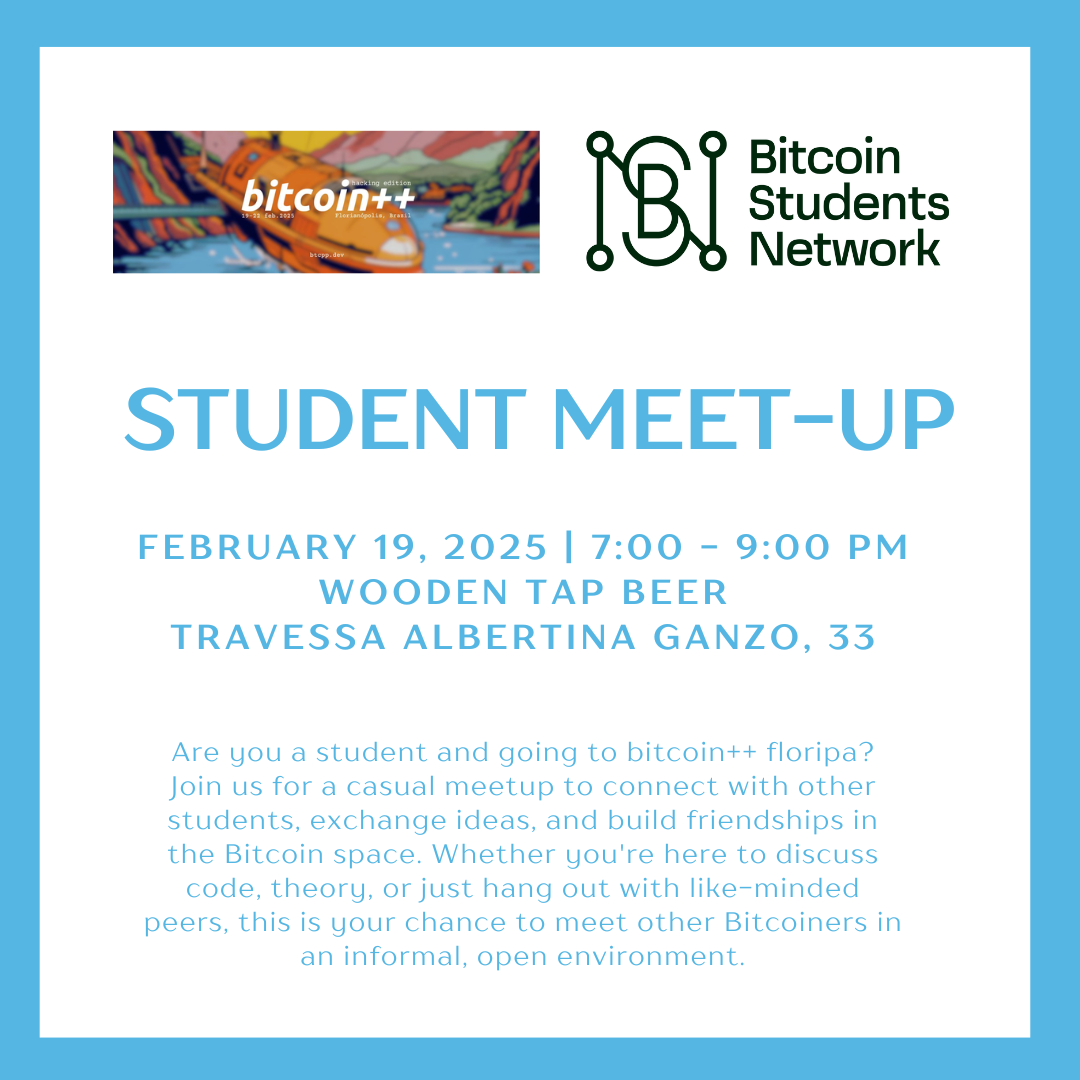 hacking edition
bitcoin++
19-22 feb.2025 Florianópolis, Brazil
btcpp.dev
Bitcoin
Students
Network
STUDENT MEET-UP
FEBRUARY 19, 2025 | 7:00 - 9:00 PM
WOODEN TAP BEER
TRAVESSA ALBERTINA GANZO, 33
Are you a student and going to bitcoin++ floripa?
Join us for a casual meetup to connect with other
students, exchange ideas, and build friendships in
the Bitcoin space. Whether you're here to discuss
code, theory, or just hang out with like-minded
peers, this is your chance to meet other Bitcoiners in
an informal, open environment.